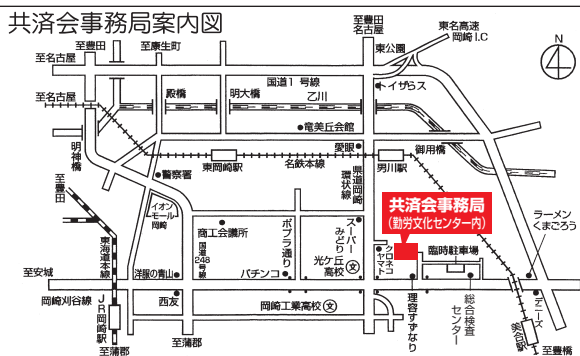 共済会事務局案内図
至豊田
至康生町
至豊田
名古屋
東名高速
岡崎I.C
東公園
N
至名古屋
国道1号線
トイザらス
至名古屋
殿橋
明大橋
乙川
竜美丘会館
明神橋
愛眼
御用橋
東岡崎駅
名鉄本線
男川駅
警察署
県道岡崎
環状線
至豊田
共済会事務局
(勤労文化センター内)
イオン
モール
岡崎
東海道本線
商工会議所
国道248号線
ポプラ通り
スーパー
みどり
光ケ丘
高校
文
クロネコ
ヤマト
臨時駐車場
ラーメン
くまごろう
至安城
洋服の青山
パチンコ
岡崎刈谷線
JR岡崎駅
西友
岡崎工業高校
文
理容すずなり
総合検査
センター
デニーズ
美合駅
至蒲郡
至蒲郡
至豊橋